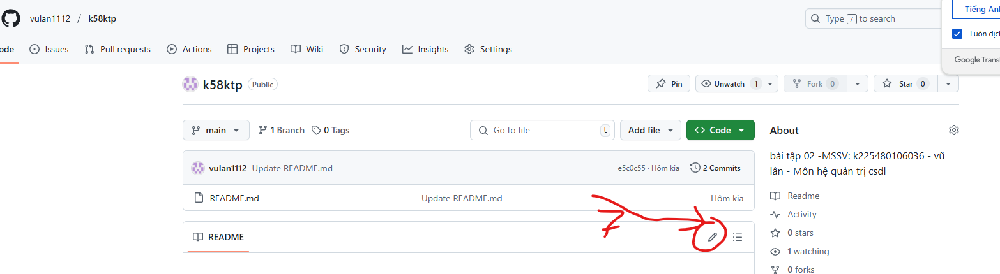 vulan1112 / k58ktp
Type / to search
Tiếng Anh
Luôn dịch
Google Trans
ode Issues Pull requests Actions Projects Wiki Security Insights Settings
k58ktp Public
Pin Unwatch 1 Fork 0 Star 0
main 1 Branch 0 Tags Go to file t Add file <> Code
About
bài tập 02 -MSSV: k225480106036 - vũ
lân - Môn hệ quản trị csdl
vulan1112 Update README.md e5c0c55 · Hôm kia 2 Commits
README.md Update README.md Hôm kia
README
Readme
Activity
0 stars
1 watching
0 forks